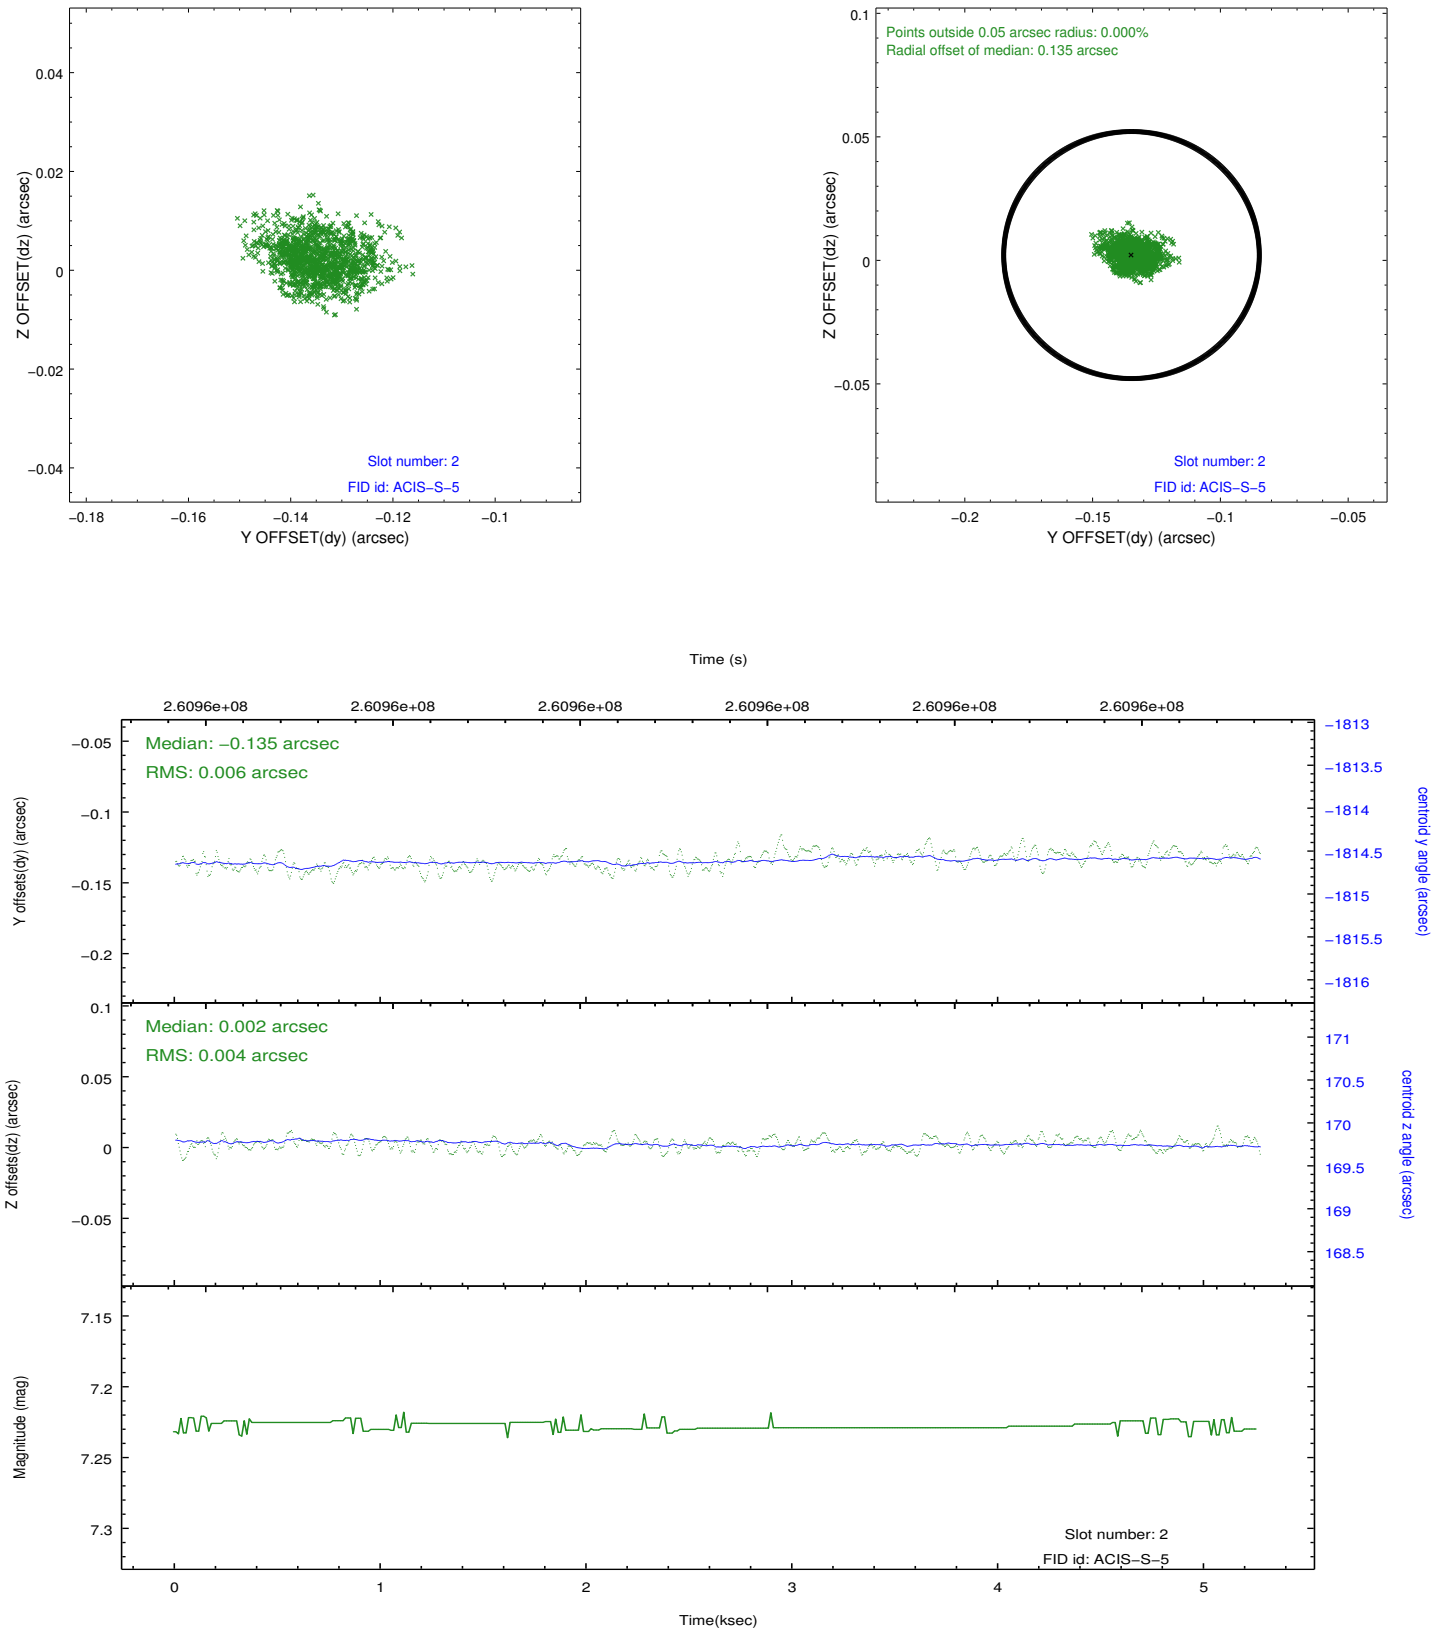 0.04
0.02
0
−0.02
−0.04
Z OFFSET(dz) (arcsec)
Slot number: 2
FID id: ACIS−S−5
−0.18
−0.16
−0.14
−0.12
−0.1
Y OFFSET(dy) (arcsec)
Points outside 0.05 arcsec radius: 0.000%
Radial offset of median: 0.135 arcsec
0.1
0.05
0
−0.05
Z OFFSET(dz) (arcsec)
Slot number: 2
FID id: ACIS−S−5
−0.2
−0.15
−0.1
−0.05
Y OFFSET(dy) (arcsec)
Time (s)
2.6096e+08
2.6096e+08
2.6096e+08
2.6096e+08
2.6096e+08
2.6096e+08
Median: −0.135 arcsec
RMS: 0.006 arcsec
−0.05
−0.1
−0.15
−0.2
Y offsets(dy) (arcsec)
−1813
−1813.5
−1814
−1814.5
−1815
−1815.5
−1816
centroid y angle (arcsec)
Median: 0.002 arcsec
RMS: 0.004 arcsec
0.1
0.05
0
−0.05
Z offsets(dz) (arcsec)
171
170.5
170
169.5
169
168.5
centroid z angle (arcsec)
7.15
7.2
7.25
7.3
Magnitude (mag)
Slot number: 2
FID id: ACIS−S−5
0
1
2
3
4
5
Time(ksec)